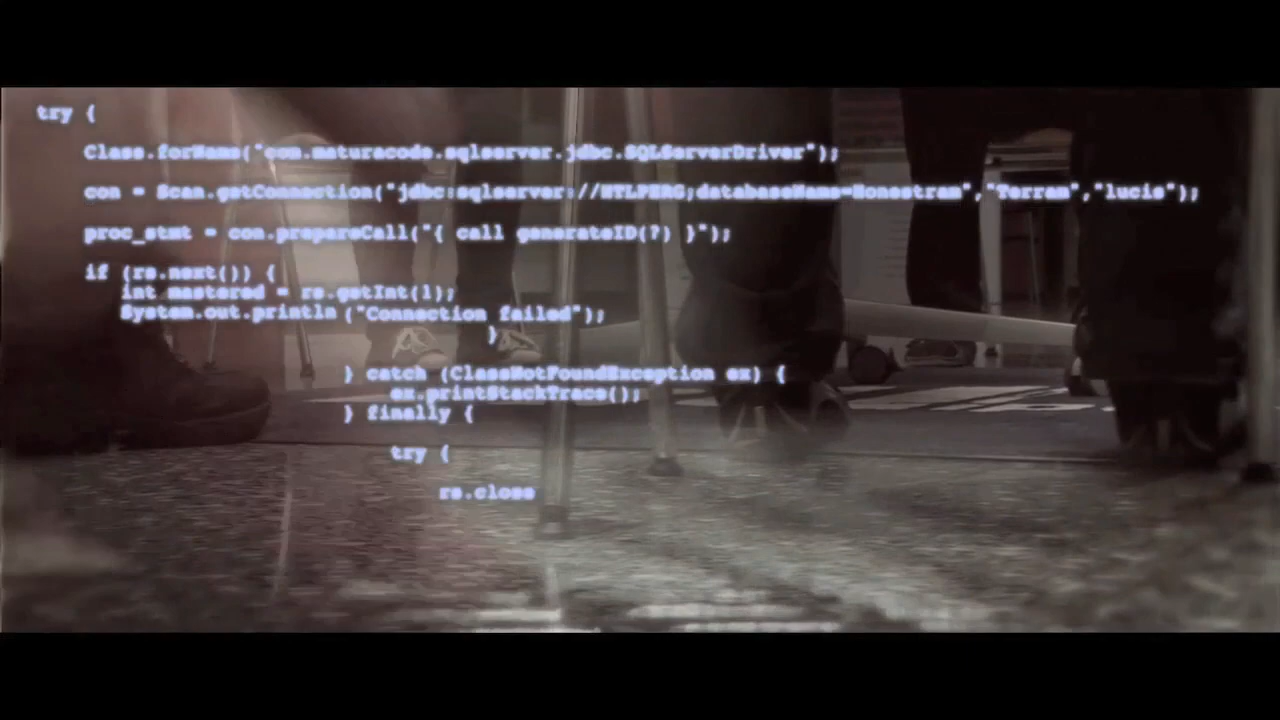 try {
Class.forName("com.maturacode.sqlserver.jdbc.SQLServerDriver");
con = Scan.getConnection("jdbc:sqlserver://HTLPERG;databaseName=Monestram","Terram","lucis");
proc_stmt = con.prepareCall("{ call generateID(?) }");
if (rs.next()) {
int mastered = rs.getInt(1);
System.out.println ("Connection failed");
}
} catch (ClassNotFoundException ex) {
ex.printStackTrace();
} finally {
try {
rs.close